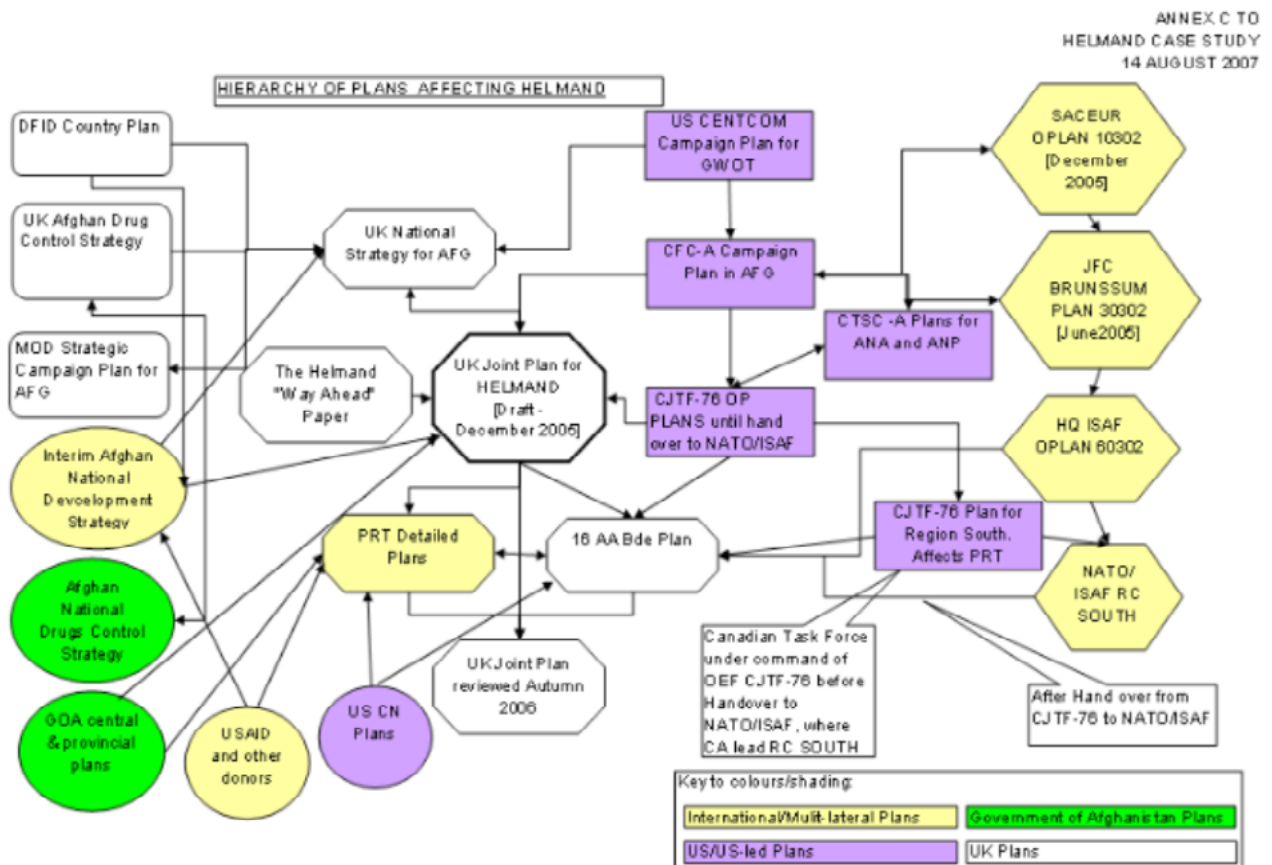 ANNEX C TO
HELMAND CASE STUDY
14 AUGUST 2007
HIERARCHY OF PLANS AFFECTING HELMAND
DFID Country Plan
UK Afghan Drug
Control Strategy
MOD Strategic
Campaign Plan for
AFG
UK National
Strategy for AFG
The Helmand
"Way Ahead"
Paper
UK Joint Plan for
HELMAND
[Draft -
December 2005]
US CENTCOM
Campaign Plan for
GWOT
CFC-A Campaign
Plan in AFG
CTSC -A Plans for
ANA and ANP
CJTF-76 OP
PLANS until hand
over to NATO/ISAF
SACEUR
OPLAN 10302
[December
2005]
JFC
BRUNSSUM
PLAN 30302
[June2005]
HQ ISAF
OPLAN 60302
NATO/
ISAF RC
SOUTH
CJTF-76 Plan for
Region South.
Affects PRT
Interim Afghan
National
Devcelopment
Strategy
Afghan
National
Drugs Control
Strategy
GOA central
& provincial
plans
USAID
and other
donors
US CN
Plans
PRT Detailed
Plans
16 AA Bde Plan
UK Joint Plan
reviewed Autumn
2006
Canadian Task Force
under command of
OEF CJTF-76 before
Handover to
NATO/ISAF, where
CA lead RC SOUTH
After Hand over from
CJTF-76 to NATO/ISAF
Key to colours/shading:
International/Mulit-lateral Plans
Government of Afghanistan Plans
US/US-led Plans
UK Plans